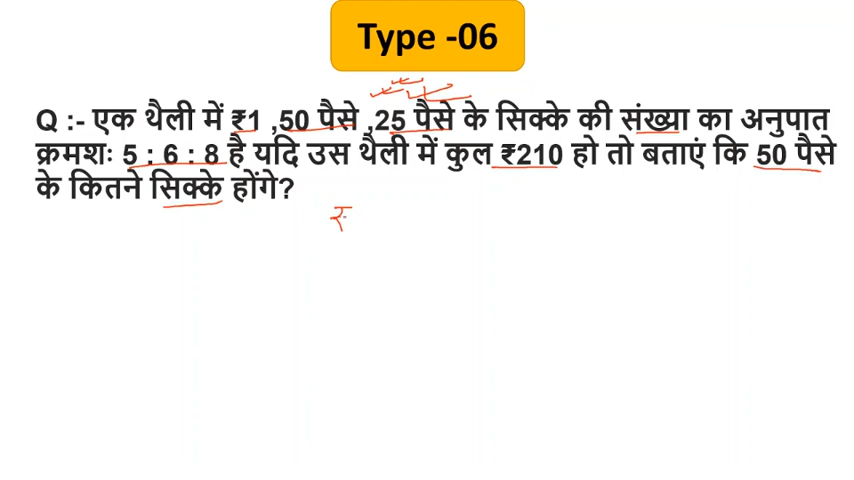 Type -06
Q :- एक थैली में ₹1 ,50 पैसे ,25 पैसे के सिक्के की संख्या का अनुपात
क्रमशः 5 : 6 : 8 है यदि उस थैली में कुल ₹210 हो तो बताएं कि 50 पैसे
के कितने सिक्के होंगे?